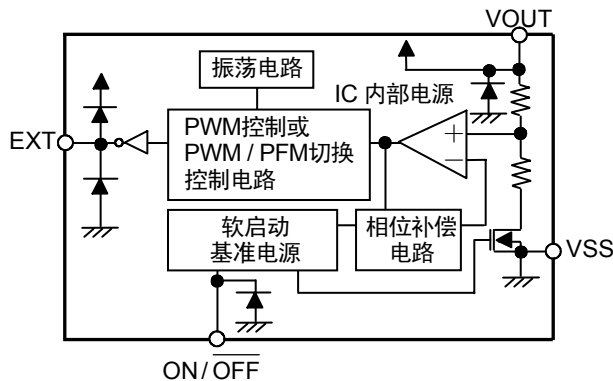 VOUT
振荡电路
IC 内部电源
EXT
PWM控制或
PWM / PFM切换
控制电路
+
−
软启动
基准电源
相位补偿
电路
VSS
ON / OFF